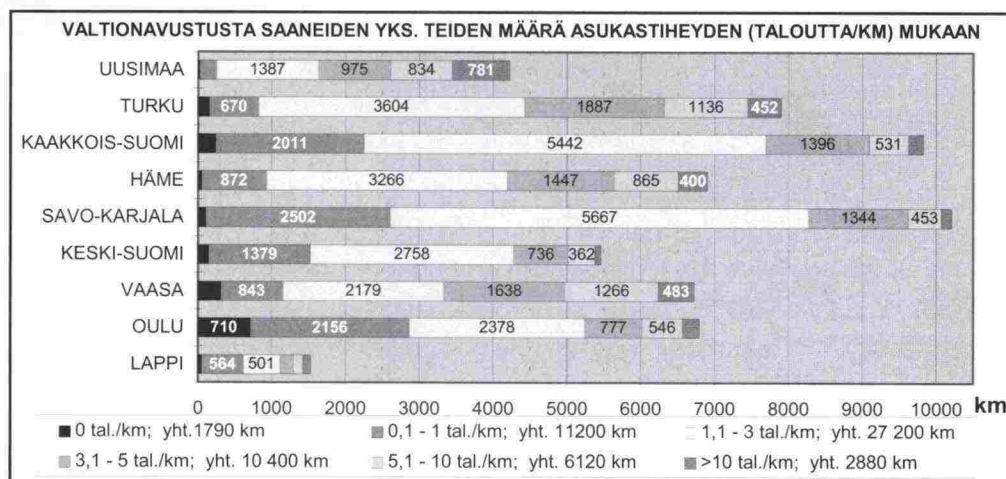 VALTIONAVUSTUSTA SAANEIDEN YKS. TEIDEN MÄÄRÄ ASUKASTIHEYDEN (TALOUTTA/KM) MUKAAN
UUSIMAA 1387 975 834 781
TURKU 670 3604 1887 1136 452
KAAKKOIS-SUOMI 2011 5442 1396 531
HÄME 872 3266 1447 865 400
SAVO-KARJALA 2502 5667 1344 453
KESKI-SUOMI 1379 2758 736 362
VAASA 843 2179 1638 1266 483
OULU 710 2156 2378 777 546
LAPPI 564 501
0 1000 2000 3000 4000 5000 6000 7000 8000 9000 10000 km
0 tal./km; yht.1790 km 0,1 - 1 tal./km; yht. 11200 km 1,1 - 3 tal./km; yht. 27 200 km
3,1 - 5 tal./km; yht. 10 400 km 5,1 - 10 tal./km; yht. 6120 km >10 tal./km; yht. 2880 km